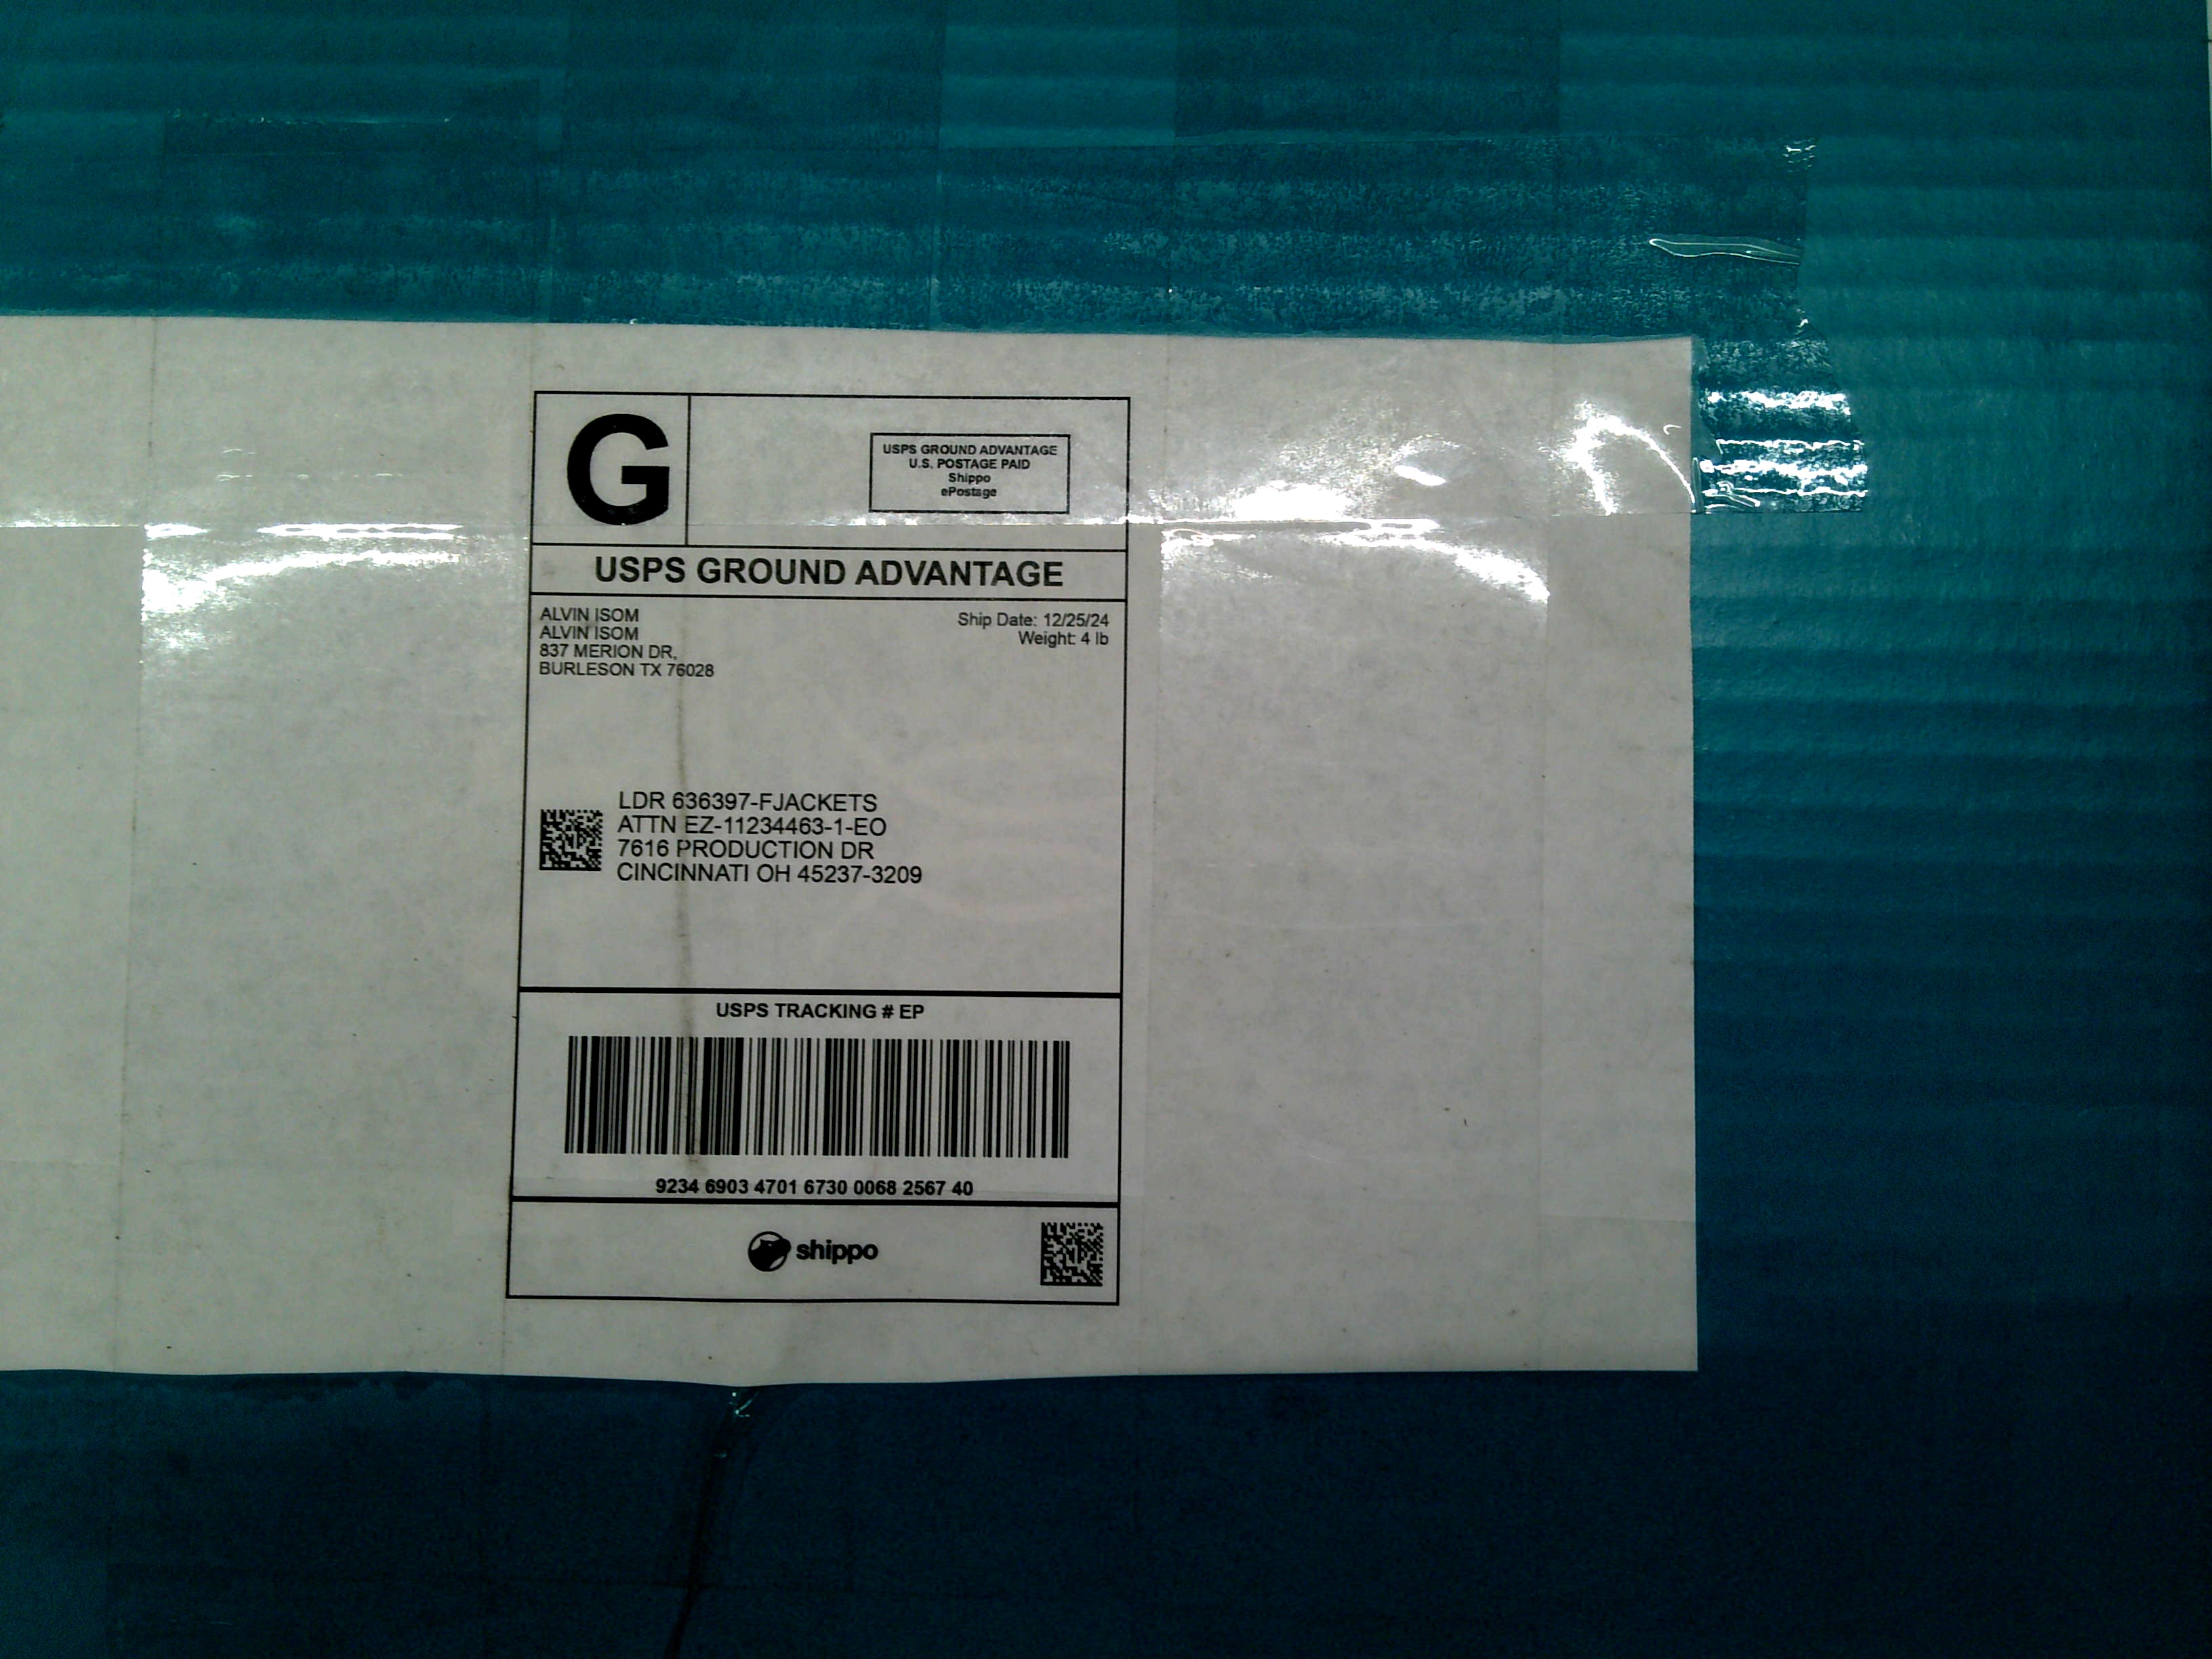 G
USPS GROUND ADVANTAGE
U.S. POSTAGE PAID
Shippo
ePostage
USPS GROUND ADVANTAGE
ALVIN ISOM
ALVIN ISOM
837 MERION DR,
BURLESON TX 76028
Ship Date: 12/25/24
Weight: 4 lb
LDR 636397-FJACKETS
ATTN EZ-11234463-1-EO
7616 PRODUCTION DR
CINCINNATI OH 45237-3209
USPS TRACKING # EP
9234 6903 4701 6730 0068 2567 40
shippo